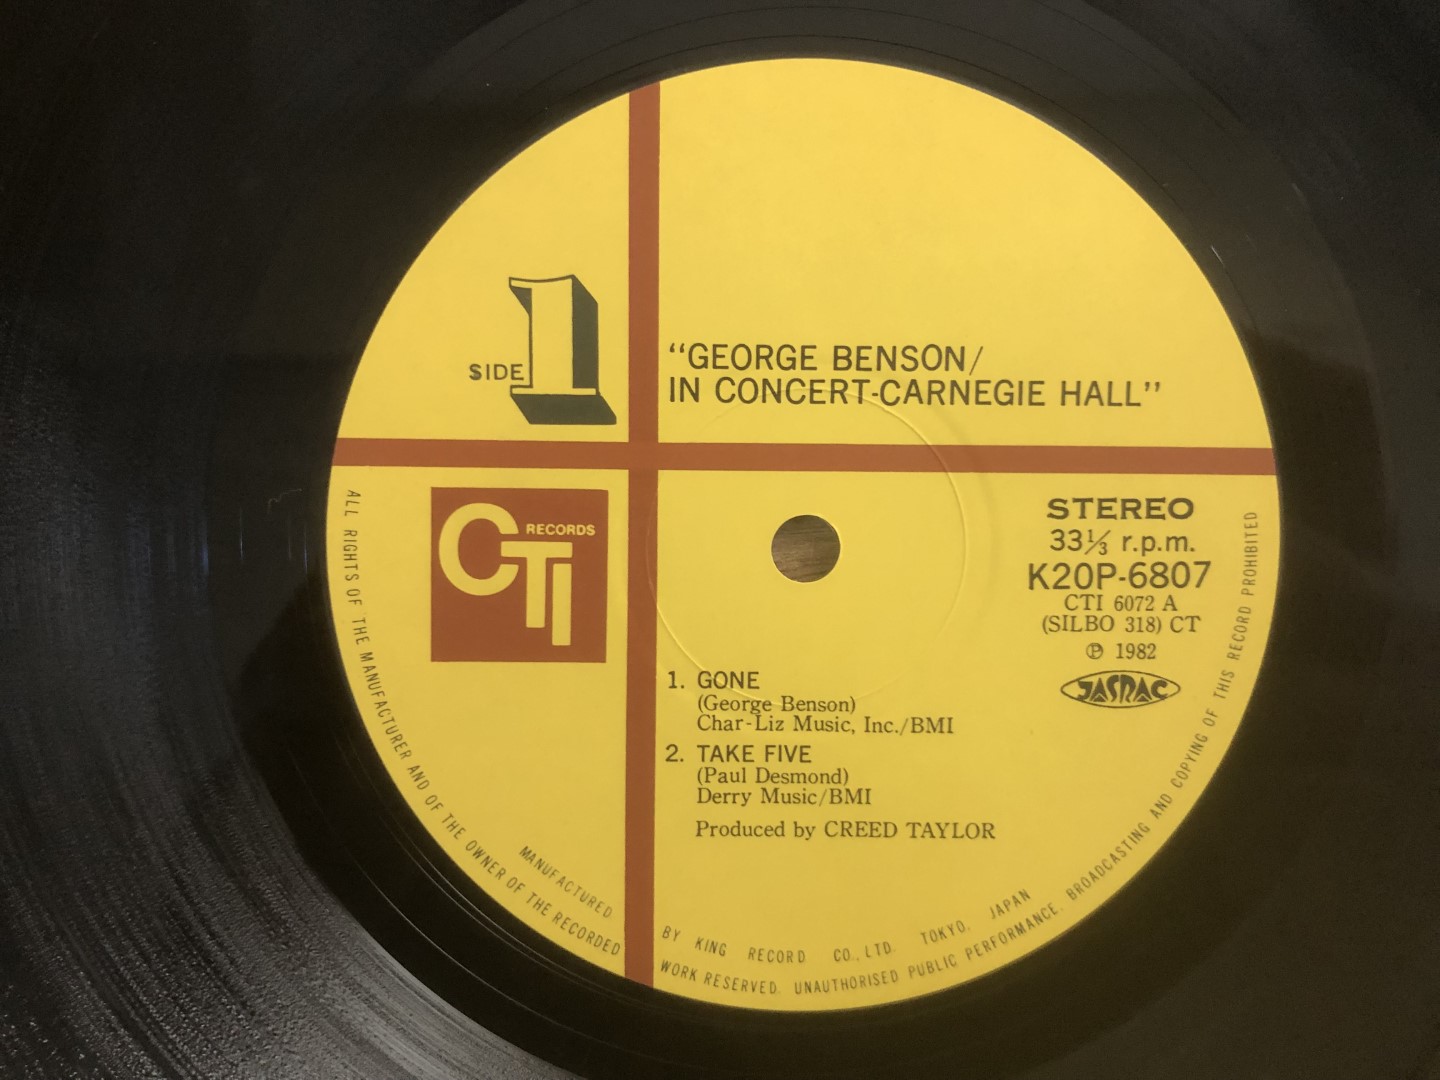 SIDE 1
"GEORGE BENSON/
IN CONCERT-CARNEGIE HALL"
CTI RECORDS
STEREO
33⅓ r.p.m.
K20P-6807
CTI 6072 A
(SILBO 318) CT
℗ 1982
JASRAC
1. GONE
(George Benson)
Char-Liz Music, Inc./BMI
2. TAKE FIVE
(Paul Desmond)
Derry Music/BMI
Produced by CREED TAYLOR
MANUFACTURED BY KING RECORD CO., LTD. TOKYO, JAPAN
ALL RIGHTS OF THE MANUFACTURER AND OF THE OWNER OF THE RECORDED WORK RESERVED. UNAUTHORISED PUBLIC PERFORMANCE. BROADCASTING AND COPYING OF THIS RECORD PROHIBITED